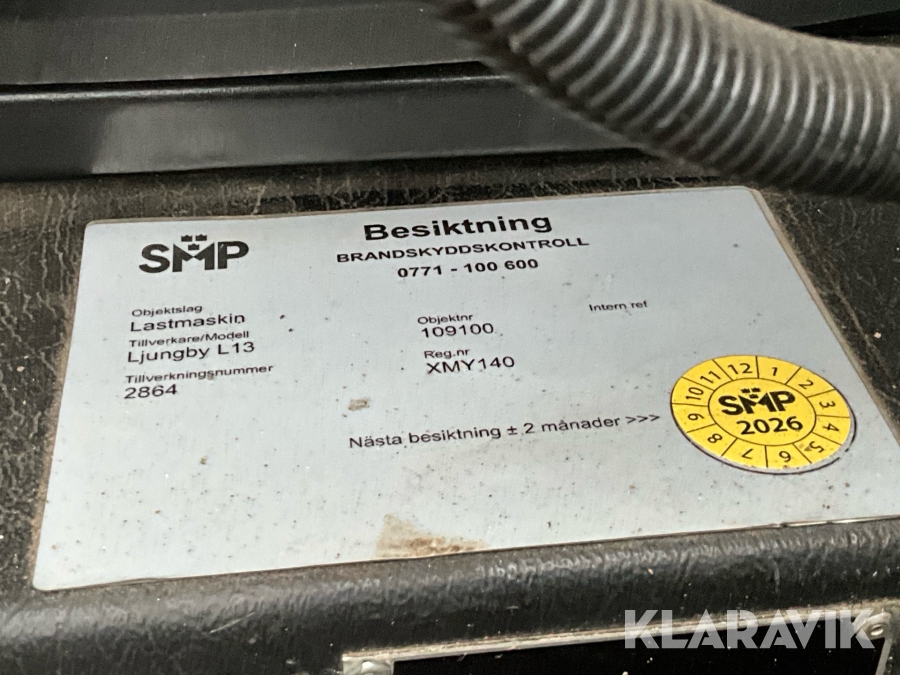 SMP
Besiktning
BRANDSKYDDSKONTROLL
0771 - 100 600
Objektslag
Lastmaskin
Tillverkare/Modell
Ljungby L13
Tillverkningsnummer
2864
Objektnr
109100
Reg.nr
XMY140
Intern ref
Nästa besiktning ± 2 månader >>>
1 2 3 4 5 6 7 8 9 10 11 12
SMP
2026
KLARAVIK